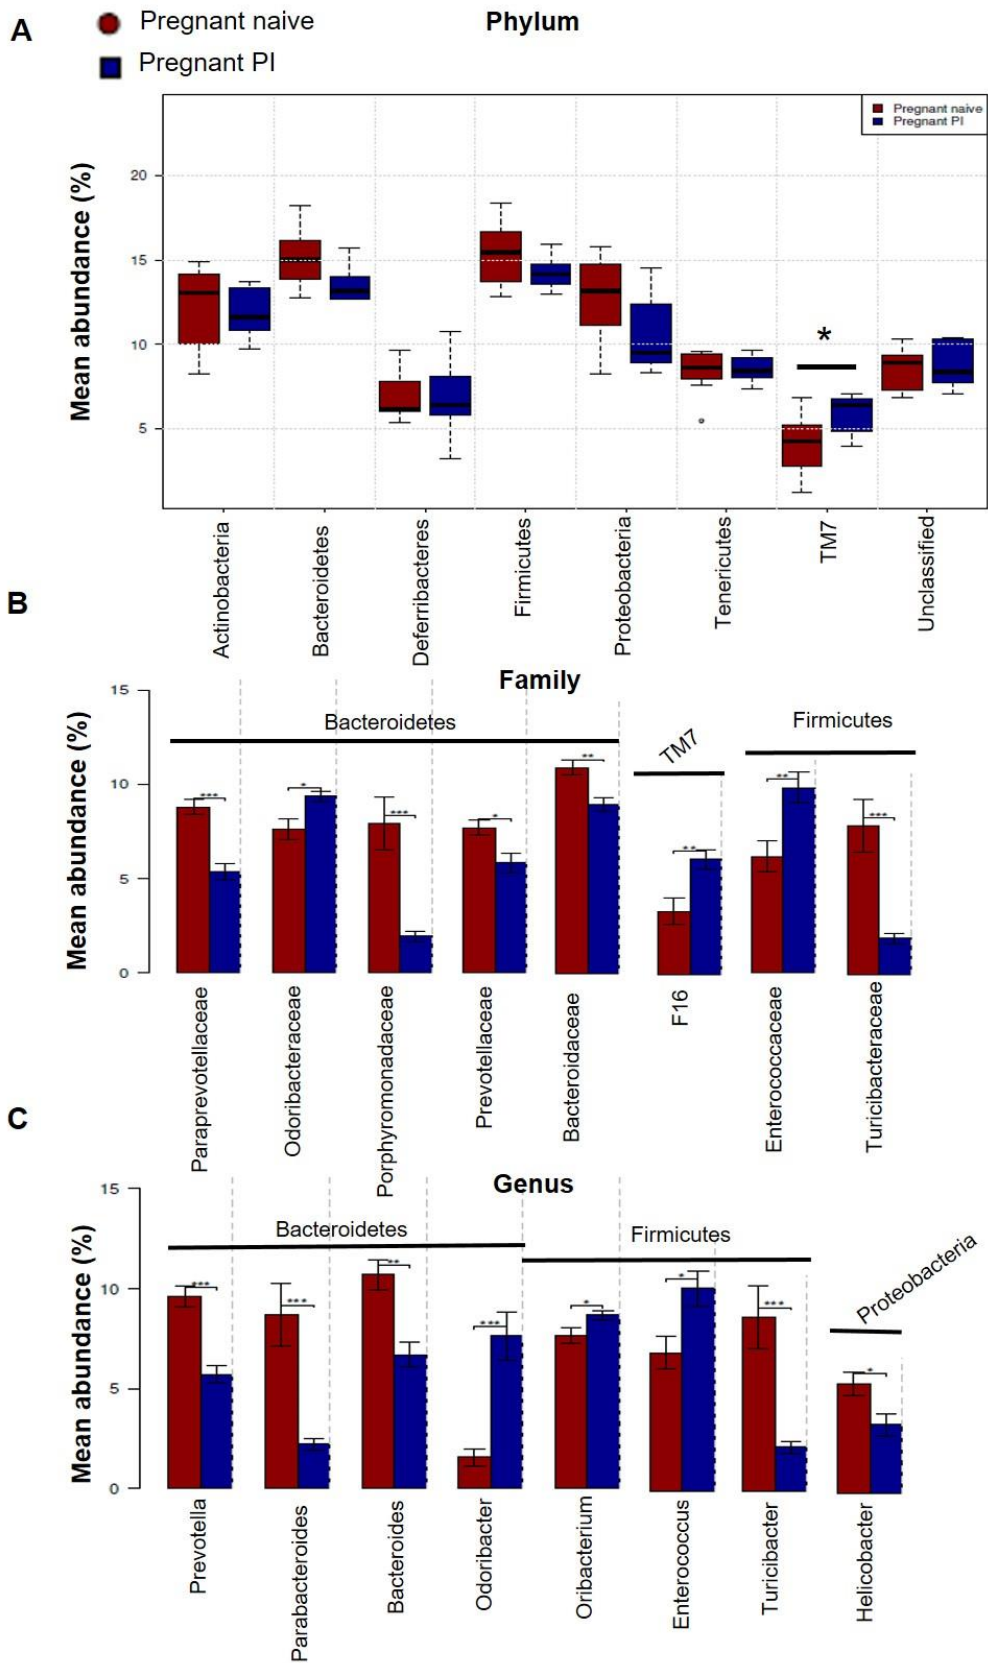 A
Pregnant naive
Pregnant PI
Phylum
Pregnant naive
Pregnant PI
Mean abundance (%)
20
15
10
5
*
Actinobacteria
Bacteroidetes
Deferribacteres
Firmicutes
Proteobacteria
Tenericutes
TM7
Unclassified
B
Family
Mean abundance (%)
15
10
5
0
Bacteroidetes
TM7
Firmicutes
***
*
***
*
**
**
**
***
Paraprevotellaceae
Odoribacteraceae
Porphyromonadaceae
Prevotellaceae
Bacteroidaceae
F16
Enterococcaceae
Turicibacteraceae
C
Genus
Mean abundance (%)
15
10
5
0
Bacteroidetes
Firmicutes
Proteobacteria
***
***
**
***
*
*
***
*
Prevotella
Parabacteroides
Bacteroides
Odoribacter
Oribacterium
Enterococcus
Turicibacter
Helicobacter